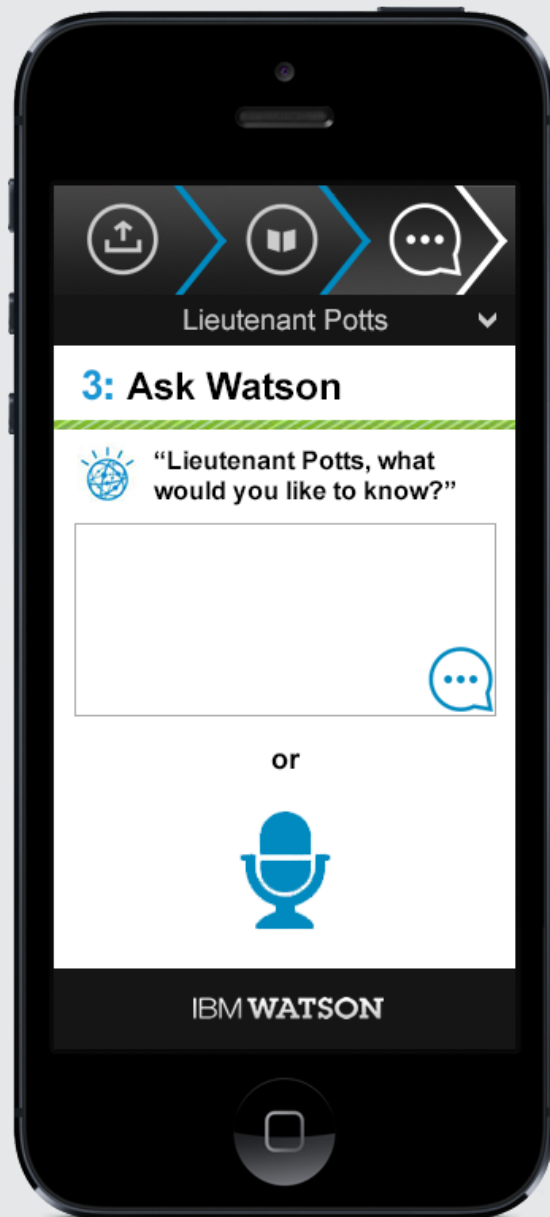 Lieutenant Potts
3: Ask Watson
“Lieutenant Potts, what
would you like to know?”
or
IBM WATSON